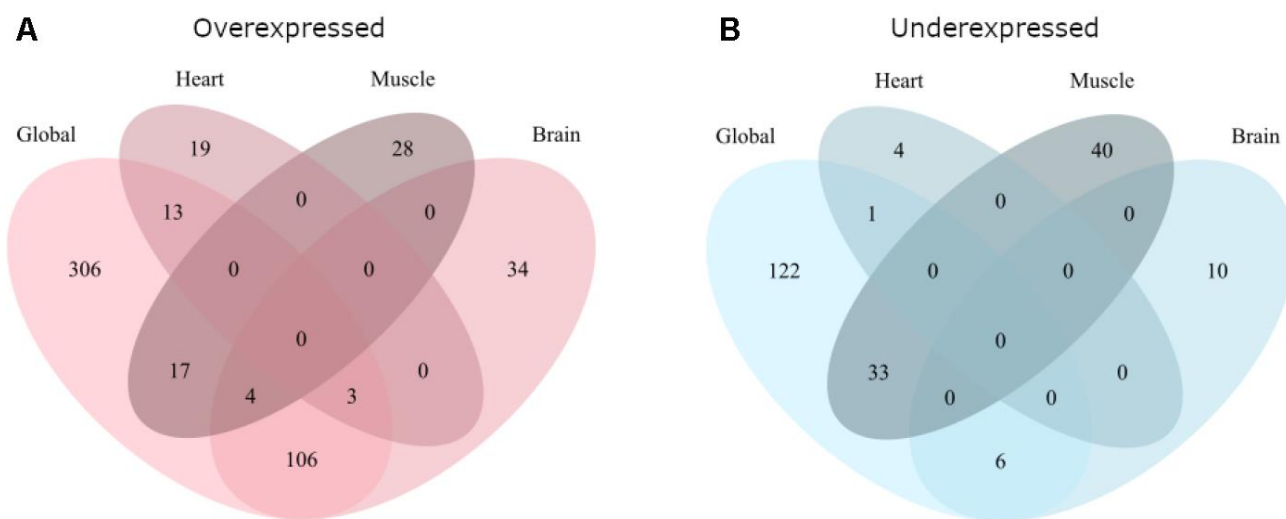 A Overexpressed B Underexpressed
Heart Muscle Heart Muscle
Global Brain Global Brain
19 28 4 40
13 0 0 1 0 0
306 0 0 34 122 0 0 10
0 0
17 0 33 0
4 3 0 0
106 6